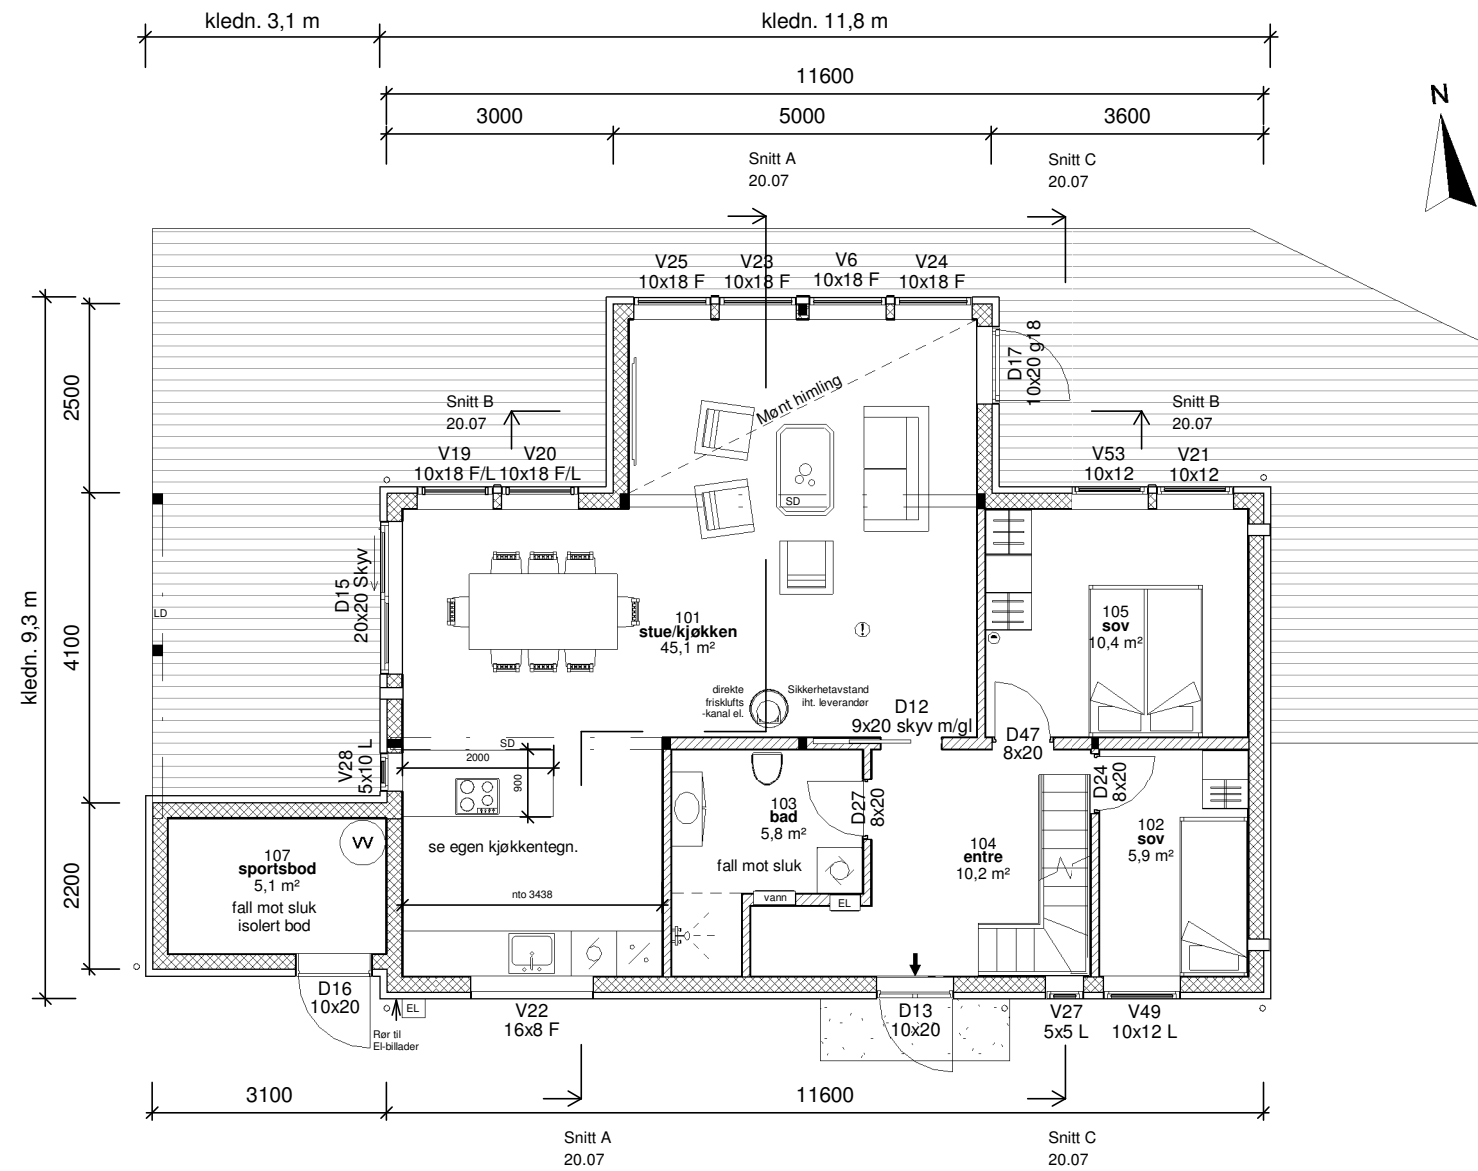 kledn. 3,1 m
kledn. 11,8 m
11600
3000
5000
3600
N
Snitt A
20.07
Snitt C
20.07
V25
10x18 F
V23
10x18 F
V6
10x18 F
V24
10x18 F
D17
10x20 g18
Mønt himling
2500
Snitt B
20.07
Snitt B
20.07
V19
10x18 F/L
V20
10x18 F/L
V53
10x12
V21
10x12
SD
D15
20x20 Skyv
LD
kledn. 9,3 m
4100
101
stue/kjøkken
45,1 m²
105
sov
10,4 m²
direkte
frisklufts
-kanal el.
Sikkerhetavstand
iht. leverandør
D12
9x20 skyv m/gl
D47
8x20
SD
2000
900
V28
5x10 L
D24
8x20
103
bad
5,8 m²
D27
8x20
se egen kjøkkentegn.
fall mot sluk
104
entre
10,2 m²
102
sov
5,9 m²
107
sportsbod
5,1 m²
fall mot sluk
isolert bod
VV
2200
nto 3438
vann
EL
D16
10x20
EL
Rør til
El-billader
V22
16x8 F
D13
10x20
V27
5x5 L
V49
10x12 L
3100
11600
Snitt A
20.07
Snitt C
20.07